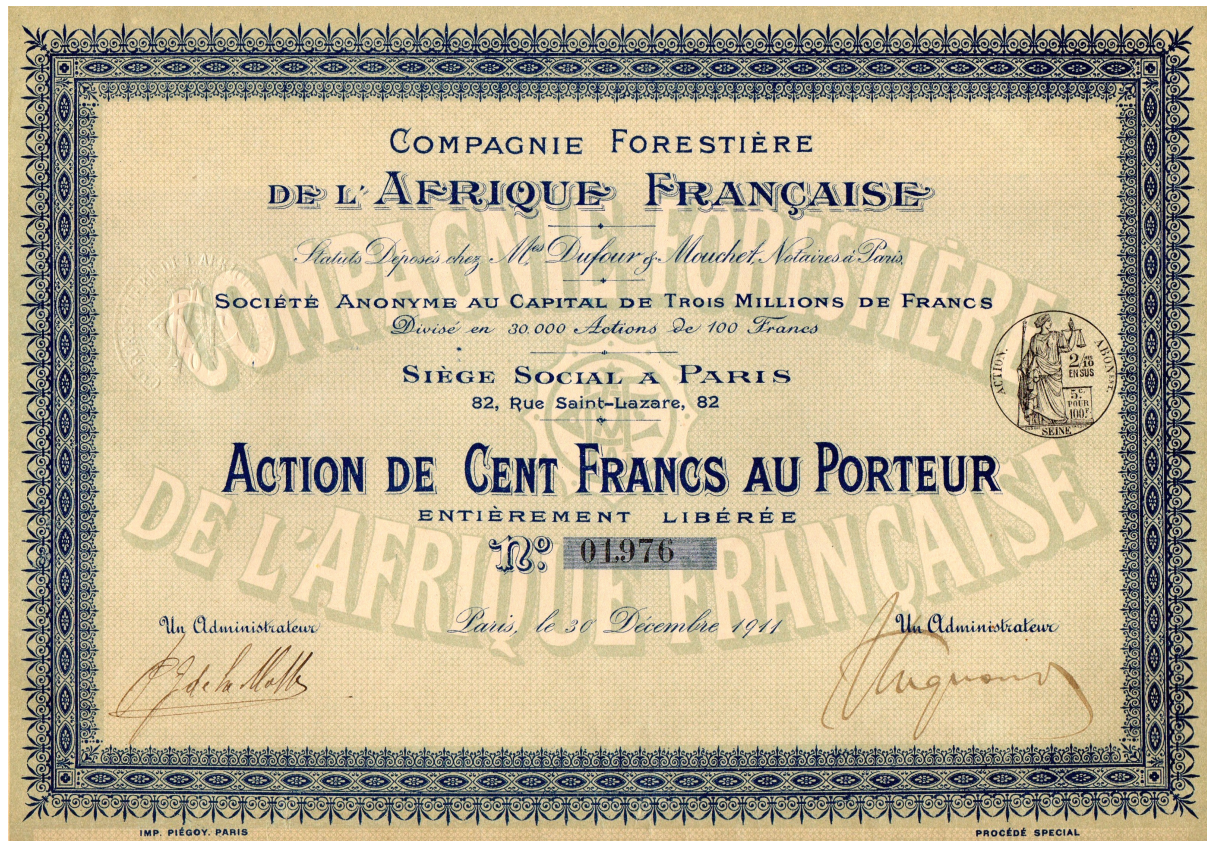 COMPAGNIE FORESTIÈRE
DE L'AFRIQUE FRANÇAISE
Statuts Déposés chez Mes Dufour & Mouchet, Notaires à Paris.
SOCIÉTÉ ANONYME AU CAPITAL DE TROIS MILLIONS DE FRANCS
Divisé en 30.000 Actions de 100 Francs
SIÈGE SOCIAL A PARIS
82, Rue Saint-Lazare, 82
ACTION. ABONEST.
2/10 EN SUS
5c. POUR 100F.
SEINE
ACTION DE CENT FRANCS AU PORTEUR
ENTIÈREMENT LIBÉRÉE
No 01,976
COMPAGNIE FORESTIÈRE
DE L'AFRIQUE FRANÇAISE
Un Administrateur
Paris, le 30 Décembre 1911
Un Administrateur
IMP. PIÉGOY. PARIS
PROCÉDÉ SPECIAL